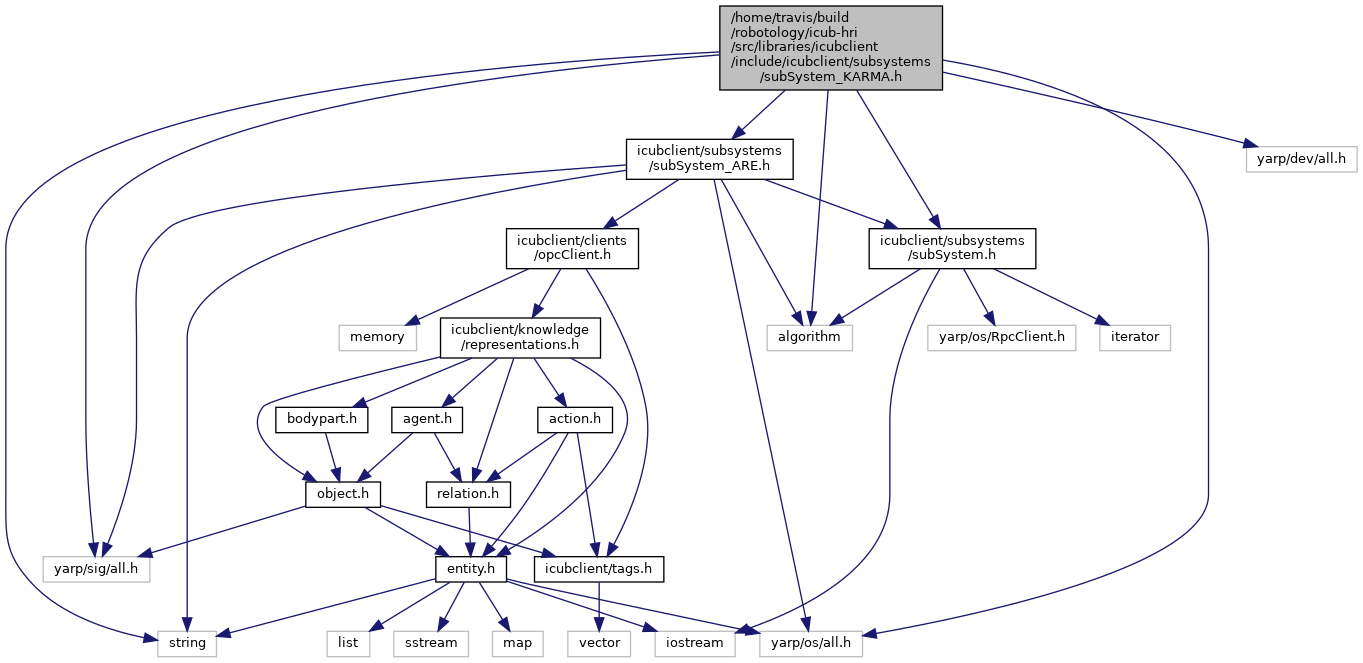 /home/travis/build
/robotology/icub-hri
/src/libraries/icubclient
/include/icubclient/subsystems
/subSystem_KARMA.h
icubclient/subsystems
/subSystem_ARE.h
yarp/dev/all.h
icubclient/clients
/opcClient.h
icubclient/subsystems
/subSystem.h
memory
icubclient/knowledge
/representations.h
algorithm
yarp/os/RpcClient.h
iterator
bodypart.h
agent.h
action.h
object.h
relation.h
yarp/sig/all.h
entity.h
icubclient/tags.h
string
list
sstream
map
vector
iostream
yarp/os/all.h